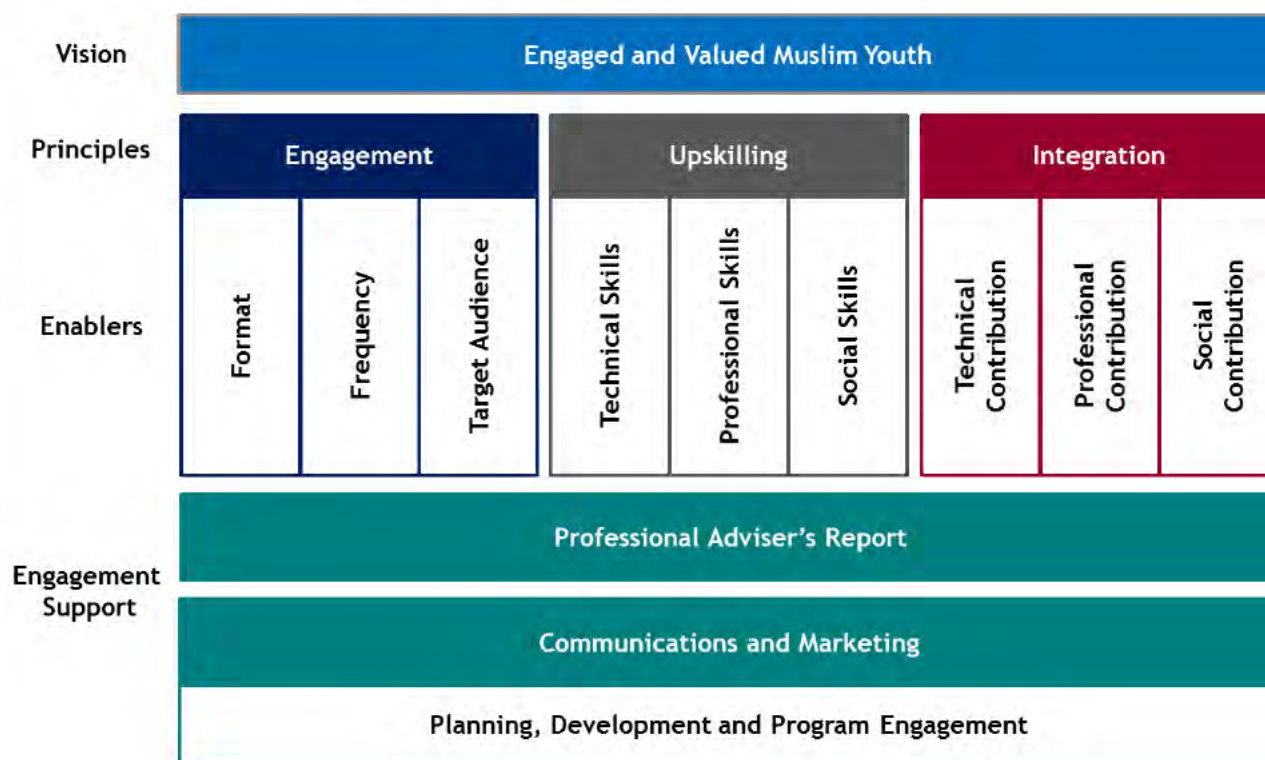 Vision
Engaged and Valued Muslim Youth
Principles
Engagement
Upskilling
Integration
Enablers
Format
Frequency
Target Audience
Technical Skills
Professional Skills
Social Skills
Technical
Contribution
Professional
Contribution
Social
Contribution
Engagement
Support
Professional Adviser's Report
Communications and Marketing
Planning, Development and Program Engagement